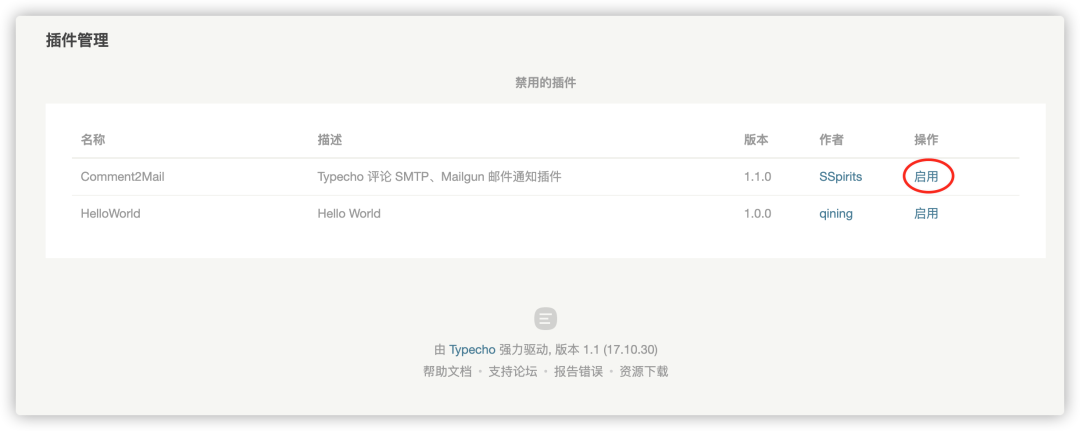 插件管理
禁用的插件
名称 描述 版本 作者 操作
Comment2Mail Typecho 评论 SMTP、Mailgun 邮件通知插件 1.1.0 SSpirits 启用
HelloWorld Hello World 1.0.0 qining 启用
由 Typecho 强力驱动, 版本 1.1 (17.10.30)
帮助文档 • 支持论坛 • 报告错误 • 资源下载